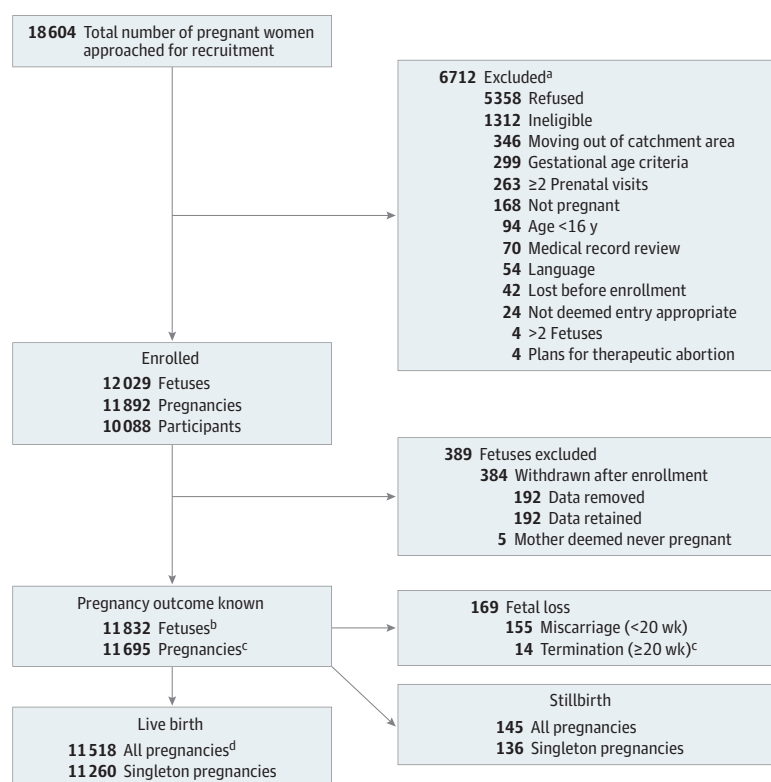 18604 Total number of pregnant women
approached for recruitment
6712 Excludedᵃ
5358 Refused
1312 Ineligible
346 Moving out of catchment area
299 Gestational age criteria
263 ≥2 Prenatal visits
168 Not pregnant
94 Age <16 y
70 Medical record review
54 Language
42 Lost before enrollment
24 Not deemed entry appropriate
4 >2 Fetuses
4 Plans for therapeutic abortion
Enrolled
12029 Fetuses
11892 Pregnancies
10088 Participants
389 Fetuses excluded
384 Withdrawn after enrollment
192 Data removed
192 Data retained
5 Mother deemed never pregnant
Pregnancy outcome known
11832 Fetusesᵇ
11695 Pregnanciesᶜ
169 Fetal loss
155 Miscarriage (<20 wk)
14 Termination (≥20 wk)ᶜ
Stillbirth
145 All pregnancies
136 Singleton pregnancies
Live birth
11518 All pregnanciesᵈ
11260 Singleton pregnancies